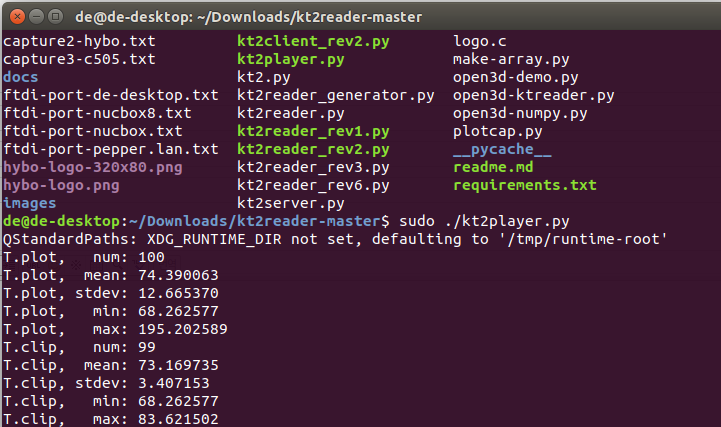 de@de-desktop: ~/Downloads/kt2reader-master
capture2-hybo.txt kt2client_rev2.py logo.c
capture3-c505.txt kt2player.py make-array.py
docs kt2.py open3d-demo.py
ftdi-port-de-desktop.txt kt2reader_generator.py open3d-ktreader.py
ftdi-port-nucbox8.txt kt2reader.py open3d-numpy.py
ftdi-port-nucbox.txt kt2reader_rev1.py plotcap.py
ftdi-port-pepper.lan.txt kt2reader_rev2.py __pycache__
hybo-logo-320x80.png kt2reader_rev3.py readme.md
hybo-logo.png kt2reader_rev6.py requirements.txt
images kt2server.py
de@de-desktop:~/Downloads/kt2reader-master$ sudo ./kt2player.py
QStandardPaths: XDG_RUNTIME_DIR not set, defaulting to '/tmp/runtime-root'
T.plot, num: 100
T.plot, mean: 74.390063
T.plot, stdev: 12.665370
T.plot, min: 68.262577
T.plot, max: 195.202589
T.clip, num: 99
T.clip, mean: 73.169735
T.clip, stdev: 3.407153
T.clip, min: 68.262577
T.clip, max: 83.621502